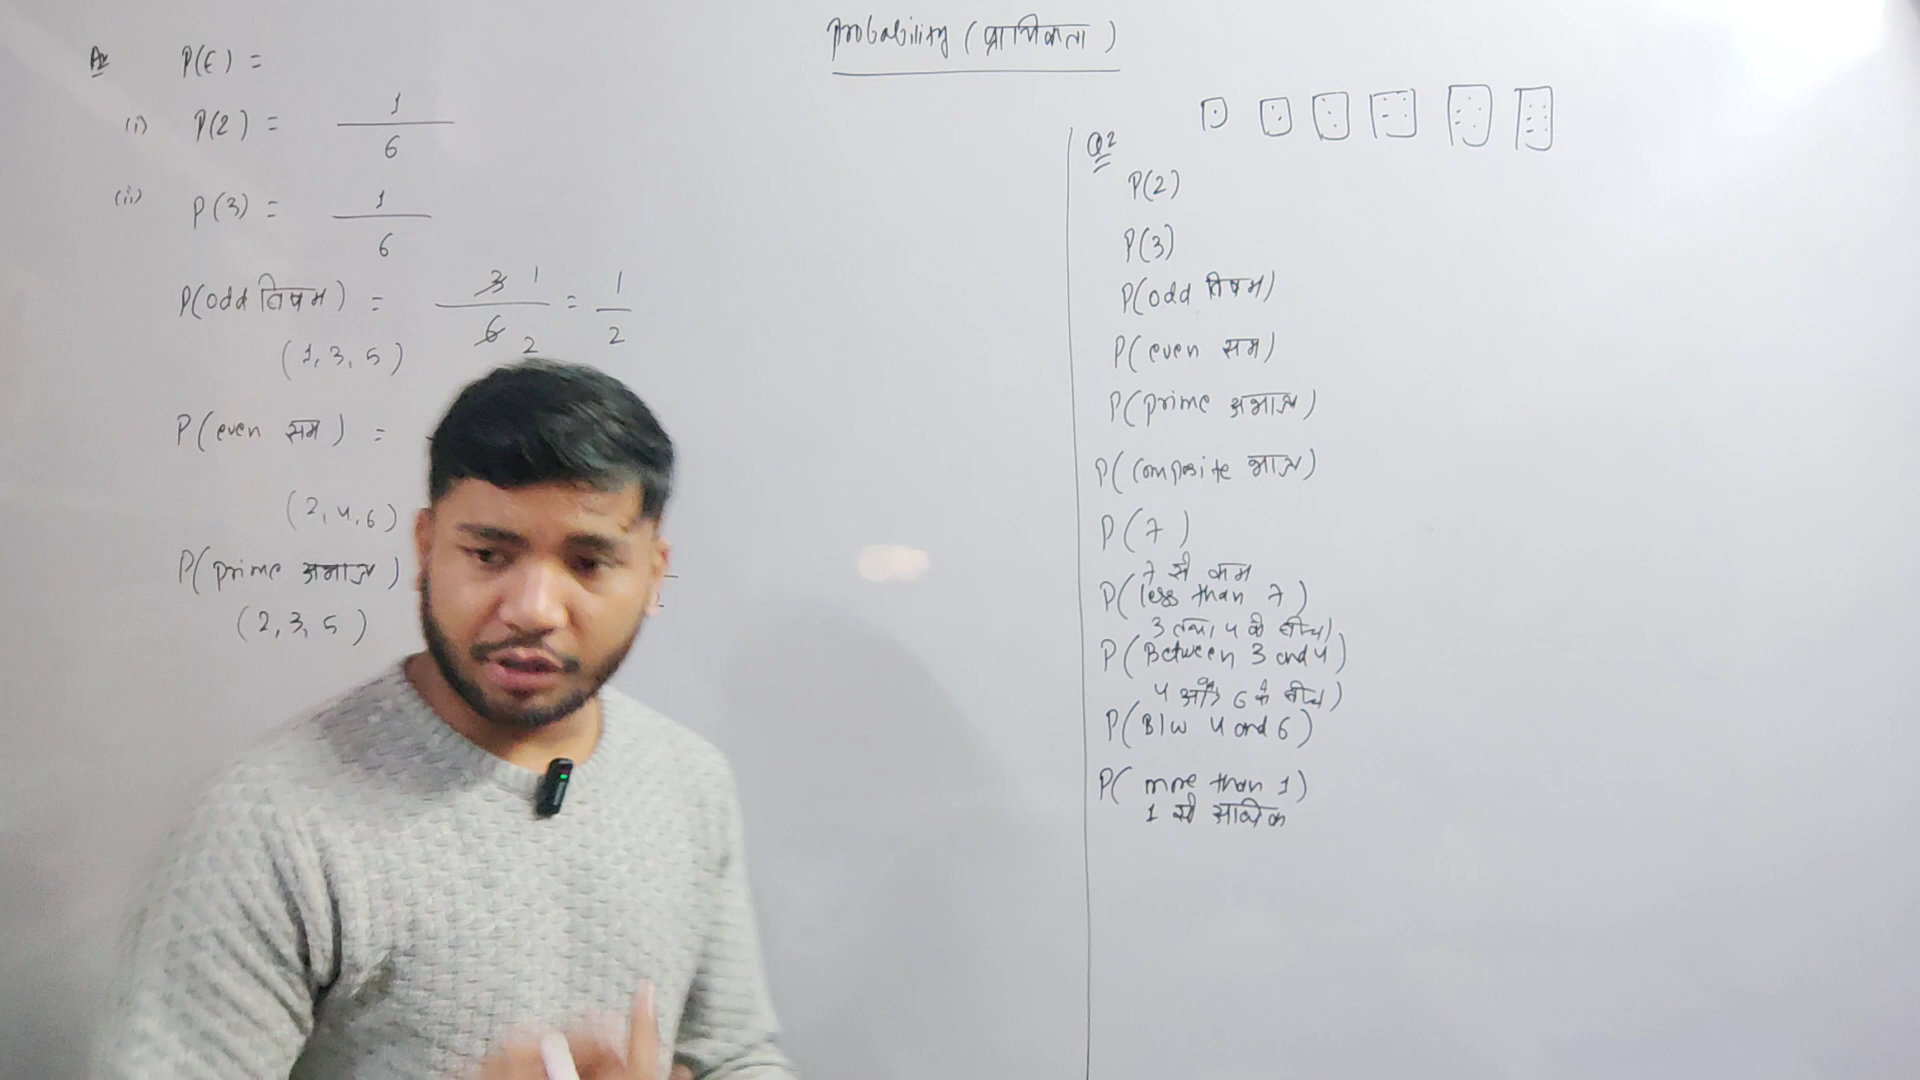 Probability (प्रायिकता)
P(E) =
(i) P(2) = 1/6
(ii) P(3) = 1/6
P(odd विषम) = 3/6 1 2 = 1/2
(1, 3, 5)
P(even सम) =
(2, 4, 6)
P(prime अभाज्य)
(2, 3, 5)
Q2
P(2)
P(3)
P(odd विषम)
P(even सम)
P(prime अभाज्य)
P(composite भाज्य)
P(7)
7 से कम
P(less than 7)
3 तथा 4 के बीच)
P(Between 3 and 4)
4 और 6 के बीच)
P(B/w 4 and 6)
P(more than 1)
1 से अधिक